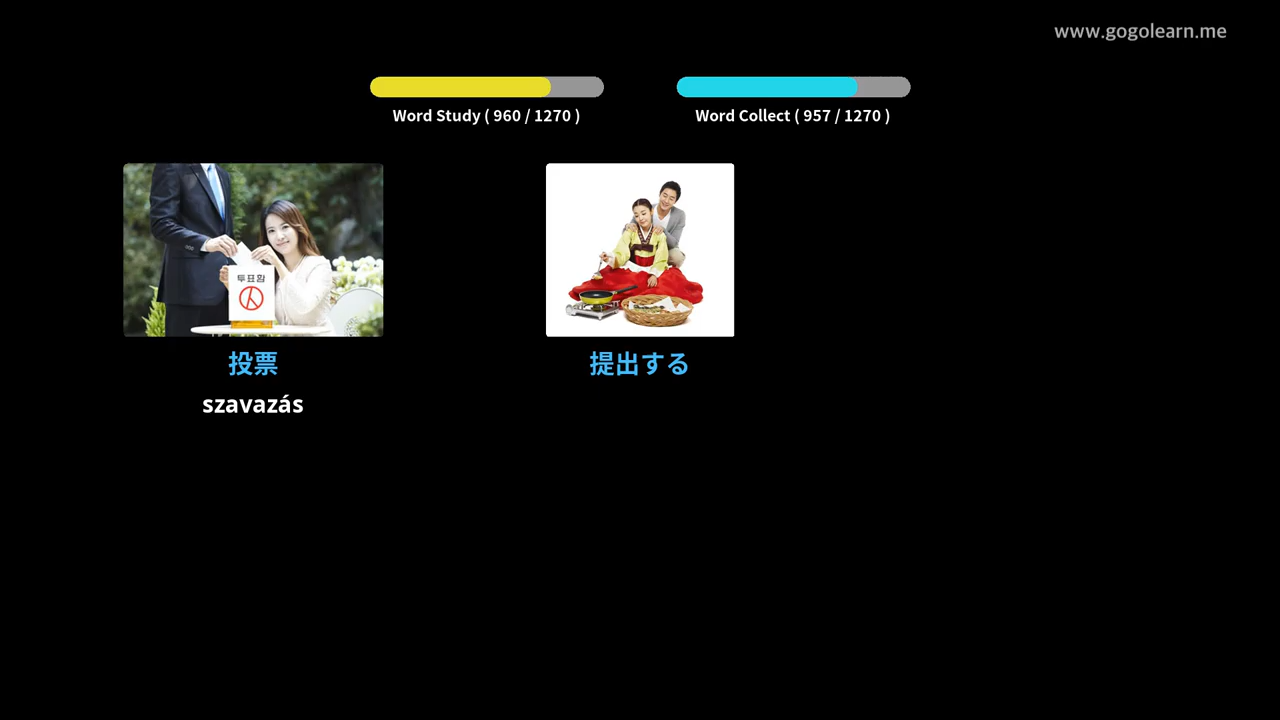 www.gogolearn.me
Word Study ( 960 / 1270 )
Word Collect ( 957 / 1270 )
투표함
投票
提出する
szavazás